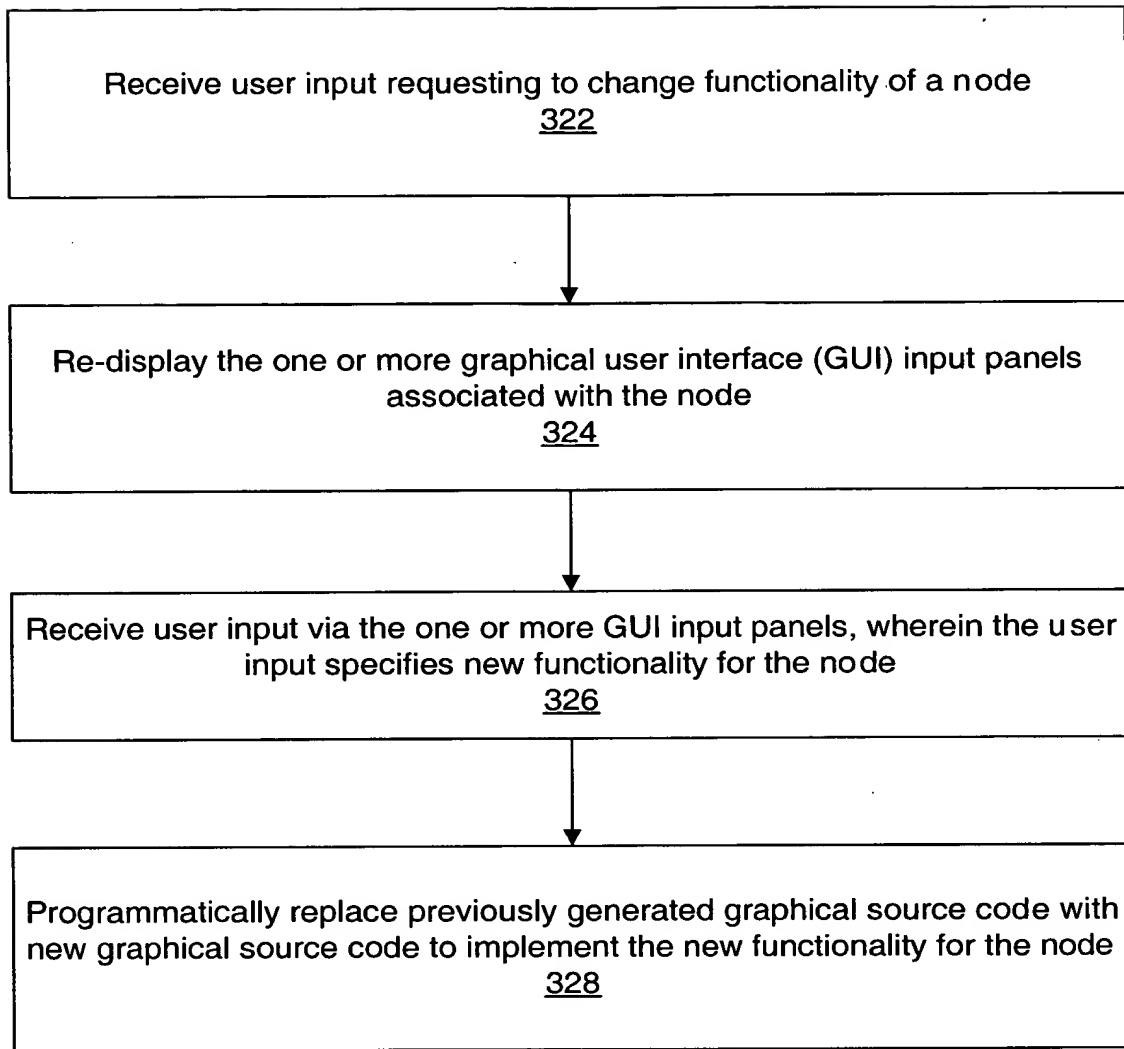 Receive user input requesting to change functionality of a node
322
Re-display the one or more graphical user interface (GUI) input panels
associated with the node
324
Receive user input via the one or more GUI input panels, wherein the user
input specifies new functionality for the node
326
Programmatically replace previously generated graphical source code with
new graphical source code to implement the new functionality for the node
328